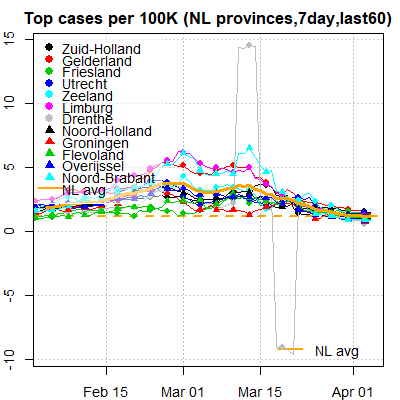 Top cases per 100K (NL provinces,7day,last60)
15
10
5
0
-5
-10
Zuid-Holland
Gelderland
Friesland
Utrecht
Zeeland
Limburg
Drenthe
Noord-Holland
Groningen
Flevoland
Overijssel
Noord-Brabant
NL avg
NL avg
Feb 15
Mar 01
Mar 15
Apr 01